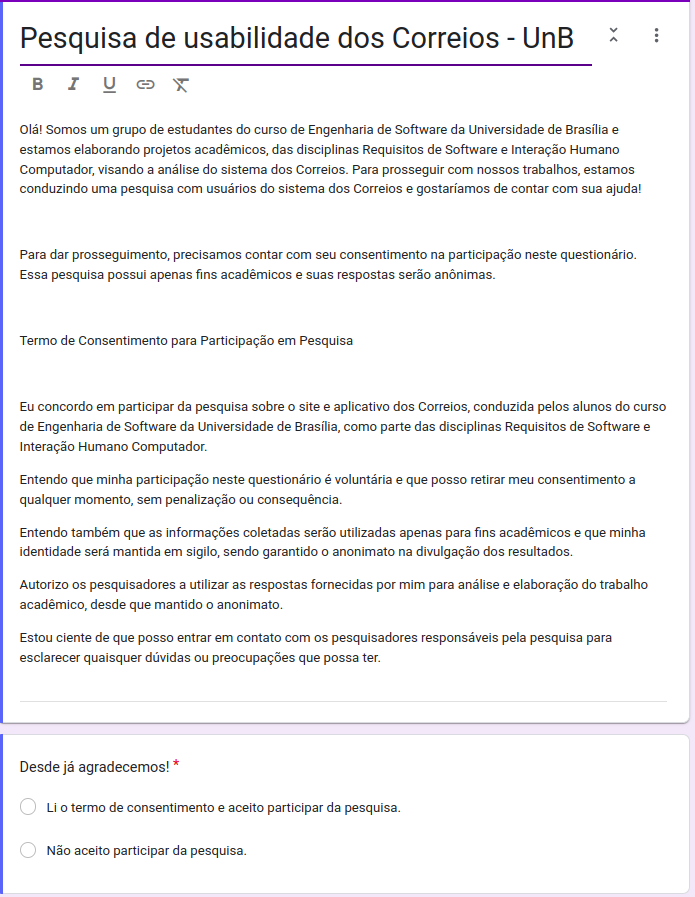 Pesquisa de usabilidade dos Correios - UnB
B I U
Olá! Somos um grupo de estudantes do curso de Engenharia de Software da Universidade de Brasília e
estamos elaborando projetos acadêmicos, das disciplinas Requisitos de Software e Interação Humano
Computador, visando a análise do sistema dos Correios. Para prosseguir com nossos trabalhos, estamos
conduzindo uma pesquisa com usuários do sistema dos Correios e gostaríamos de contar com sua ajuda!
Para dar prosseguimento, precisamos contar com seu consentimento na participação neste questionário.
Essa pesquisa possui apenas fins acadêmicos e suas respostas serão anônimas.
Termo de Consentimento para Participação em Pesquisa
Eu concordo em participar da pesquisa sobre o site e aplicativo dos Correios, conduzida pelos alunos do curso
de Engenharia de Software da Universidade de Brasília, como parte das disciplinas Requisitos de Software e
Interação Humano Computador.
Entendo que minha participação neste questionário é voluntária e que posso retirar meu consentimento a
qualquer momento, sem penalização ou consequência.
Entendo também que as informações coletadas serão utilizadas apenas para fins acadêmicos e que minha
identidade será mantida em sigilo, sendo garantido o anonimato na divulgação dos resultados.
Autorizo os pesquisadores a utilizar as respostas fornecidas por mim para análise e elaboração do trabalho
acadêmico, desde que mantido o anonimato.
Estou ciente de que posso entrar em contato com os pesquisadores responsáveis pela pesquisa para
esclarecer quaisquer dúvidas ou preocupações que possa ter.
Desde já agradecemos! *
Li o termo de consentimento e aceito participar da pesquisa.
Não aceito participar da pesquisa.